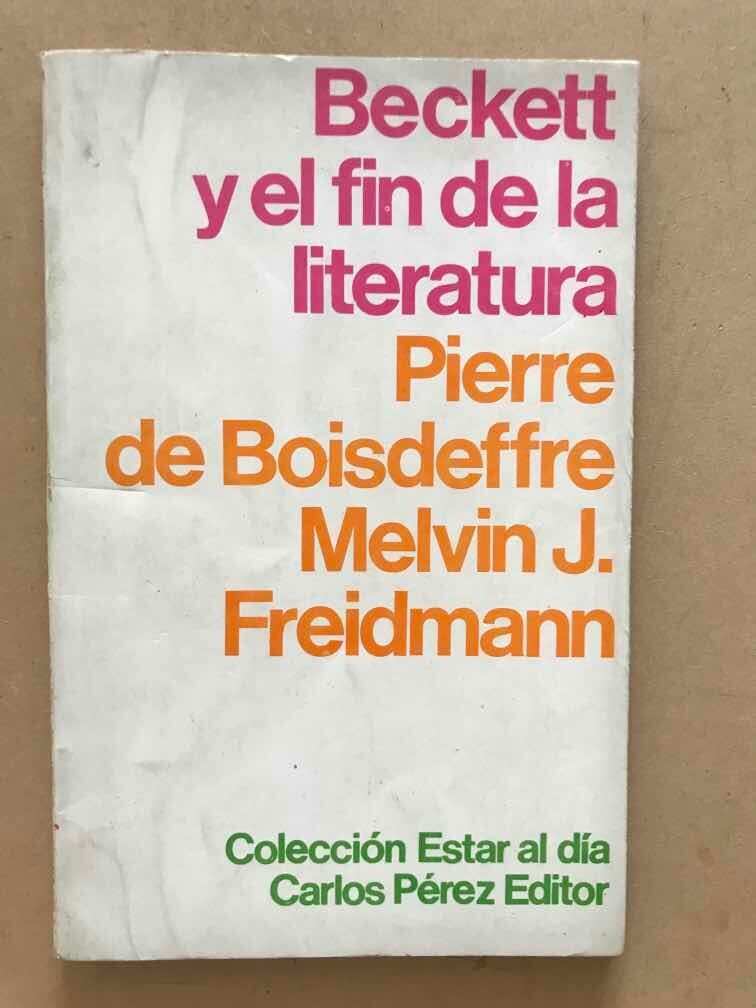 Beckett
y el fin de la
literatura
Pierre
de Boisdeffre
Melvin J.
Freidmann
Colección Estar al día
Carlos Pérez Editor